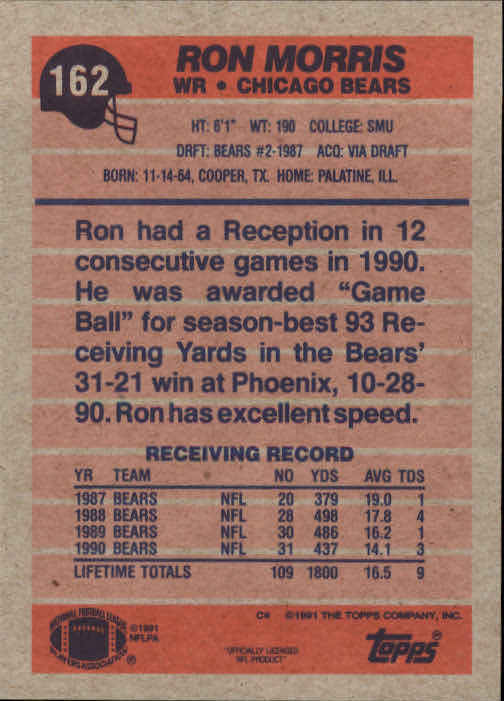 162
RON MORRIS
WR • CHICAGO BEARS
HT: 6'1" WT: 190 COLLEGE: SMU
DRFT: BEARS #2-1987 ACQ: VIA DRAFT
BORN: 11-14-64, COOPER, TX. HOME: PALATINE, ILL.
Ron had a Reception in 12
consecutive games in 1990.
He was awarded "Game
Ball" for season-best 93 Re-
ceiving Yards in the Bears'
31-21 win at Phoenix, 10-28-
90. Ron has excellent speed.
RECEIVING RECORD
YR TEAM NO YDS AVG TDS
1987 BEARS NFL 20 379 19.0 1
1988 BEARS NFL 28 498 17.8 4
1989 BEARS NFL 30 486 16.2 1
1990 BEARS NFL 31 437 14.1 3
LIFETIME TOTALS 109 1800 16.5 9
C* ©1991 THE TOPPS COMPANY, INC.
NATIONAL FOOTBALL LEAGUE
PLAYERS ASSOCIATION ®
©1991
NFLPA
"OFFICIALLY LICENSED
NFL PRODUCT"
topps®